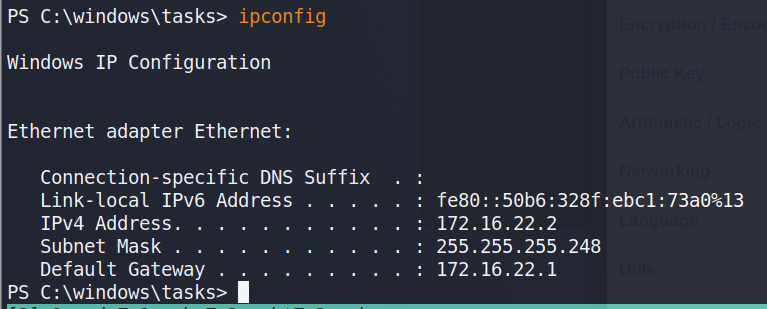 PS C:\windows\tasks> ipconfig
Windows IP Configuration
Ethernet adapter Ethernet:
Connection-specific DNS Suffix  . :
Link-local IPv6 Address . . . . . : fe80::50b6:328f:ebc1:73a0%13
IPv4 Address. . . . . . . . . . . : 172.16.22.2
Subnet Mask . . . . . . . . . . . : 255.255.255.248
Default Gateway . . . . . . . . . : 172.16.22.1
PS C:\windows\tasks>
Encryption / Enco
Public Key
Arithmetic / Logic
Networking
Language
Utils